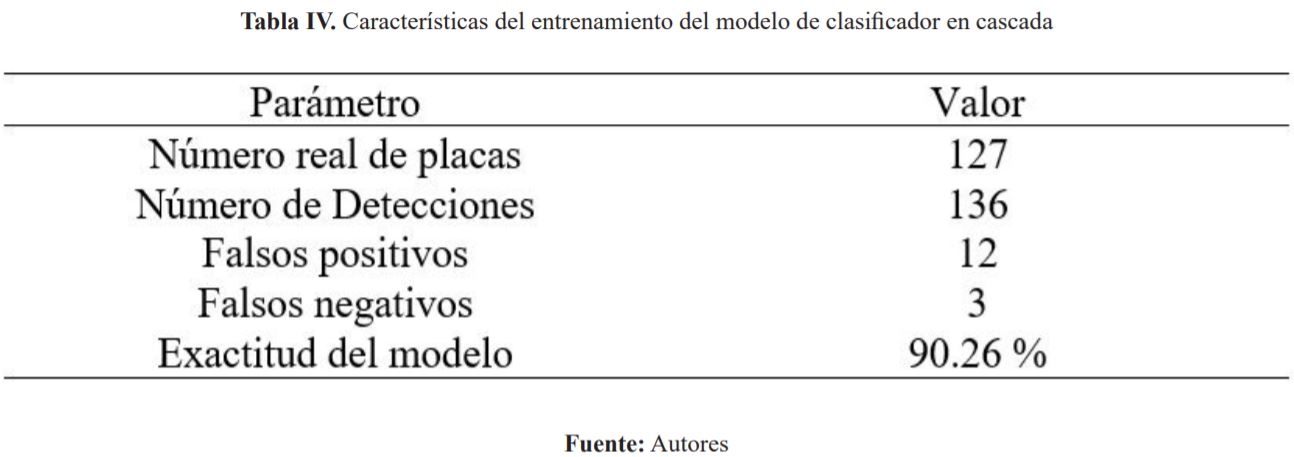 Tabla IV. Características del entrenamiento del modelo de clasificador en cascada
Parámetro Valor
Número real de placas 127
Número de Detecciones 136
Falsos positivos 12
Falsos negativos 3
Exactitud del modelo 90.26 %
Fuente: Autores